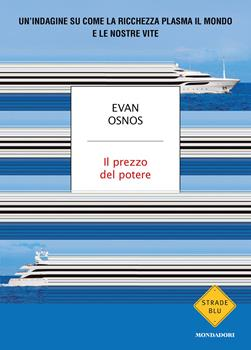 UN'INDAGINE SU COME LA RICCHEZZA PLASMA IL MONDO
E LE NOSTRE VITE
EVAN
OSNOS
Il prezzo
del potere
STRADE
BLU
MONDADORI